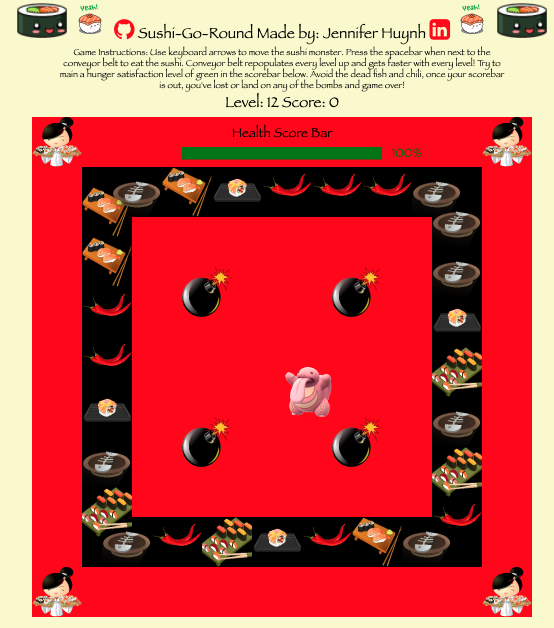 yeah!
yeah!
Sushi-Go-Round Made by: Jennifer Huynh in
Game Instructions: Use keyboard arrows to move the sushi monster. Press the spacebar when next to the
conveyor belt to eat the sushi. Conveyor belt repopulates every level up and gets faster with every level! Try to
main a hunger satisfaction level of green in the scorebar below. Avoid the dead fish and chili, once your scorebar
is out, you've lost or land on any of the bombs and game over!
Level: 12 Score: 0
Health Score Bar
100%